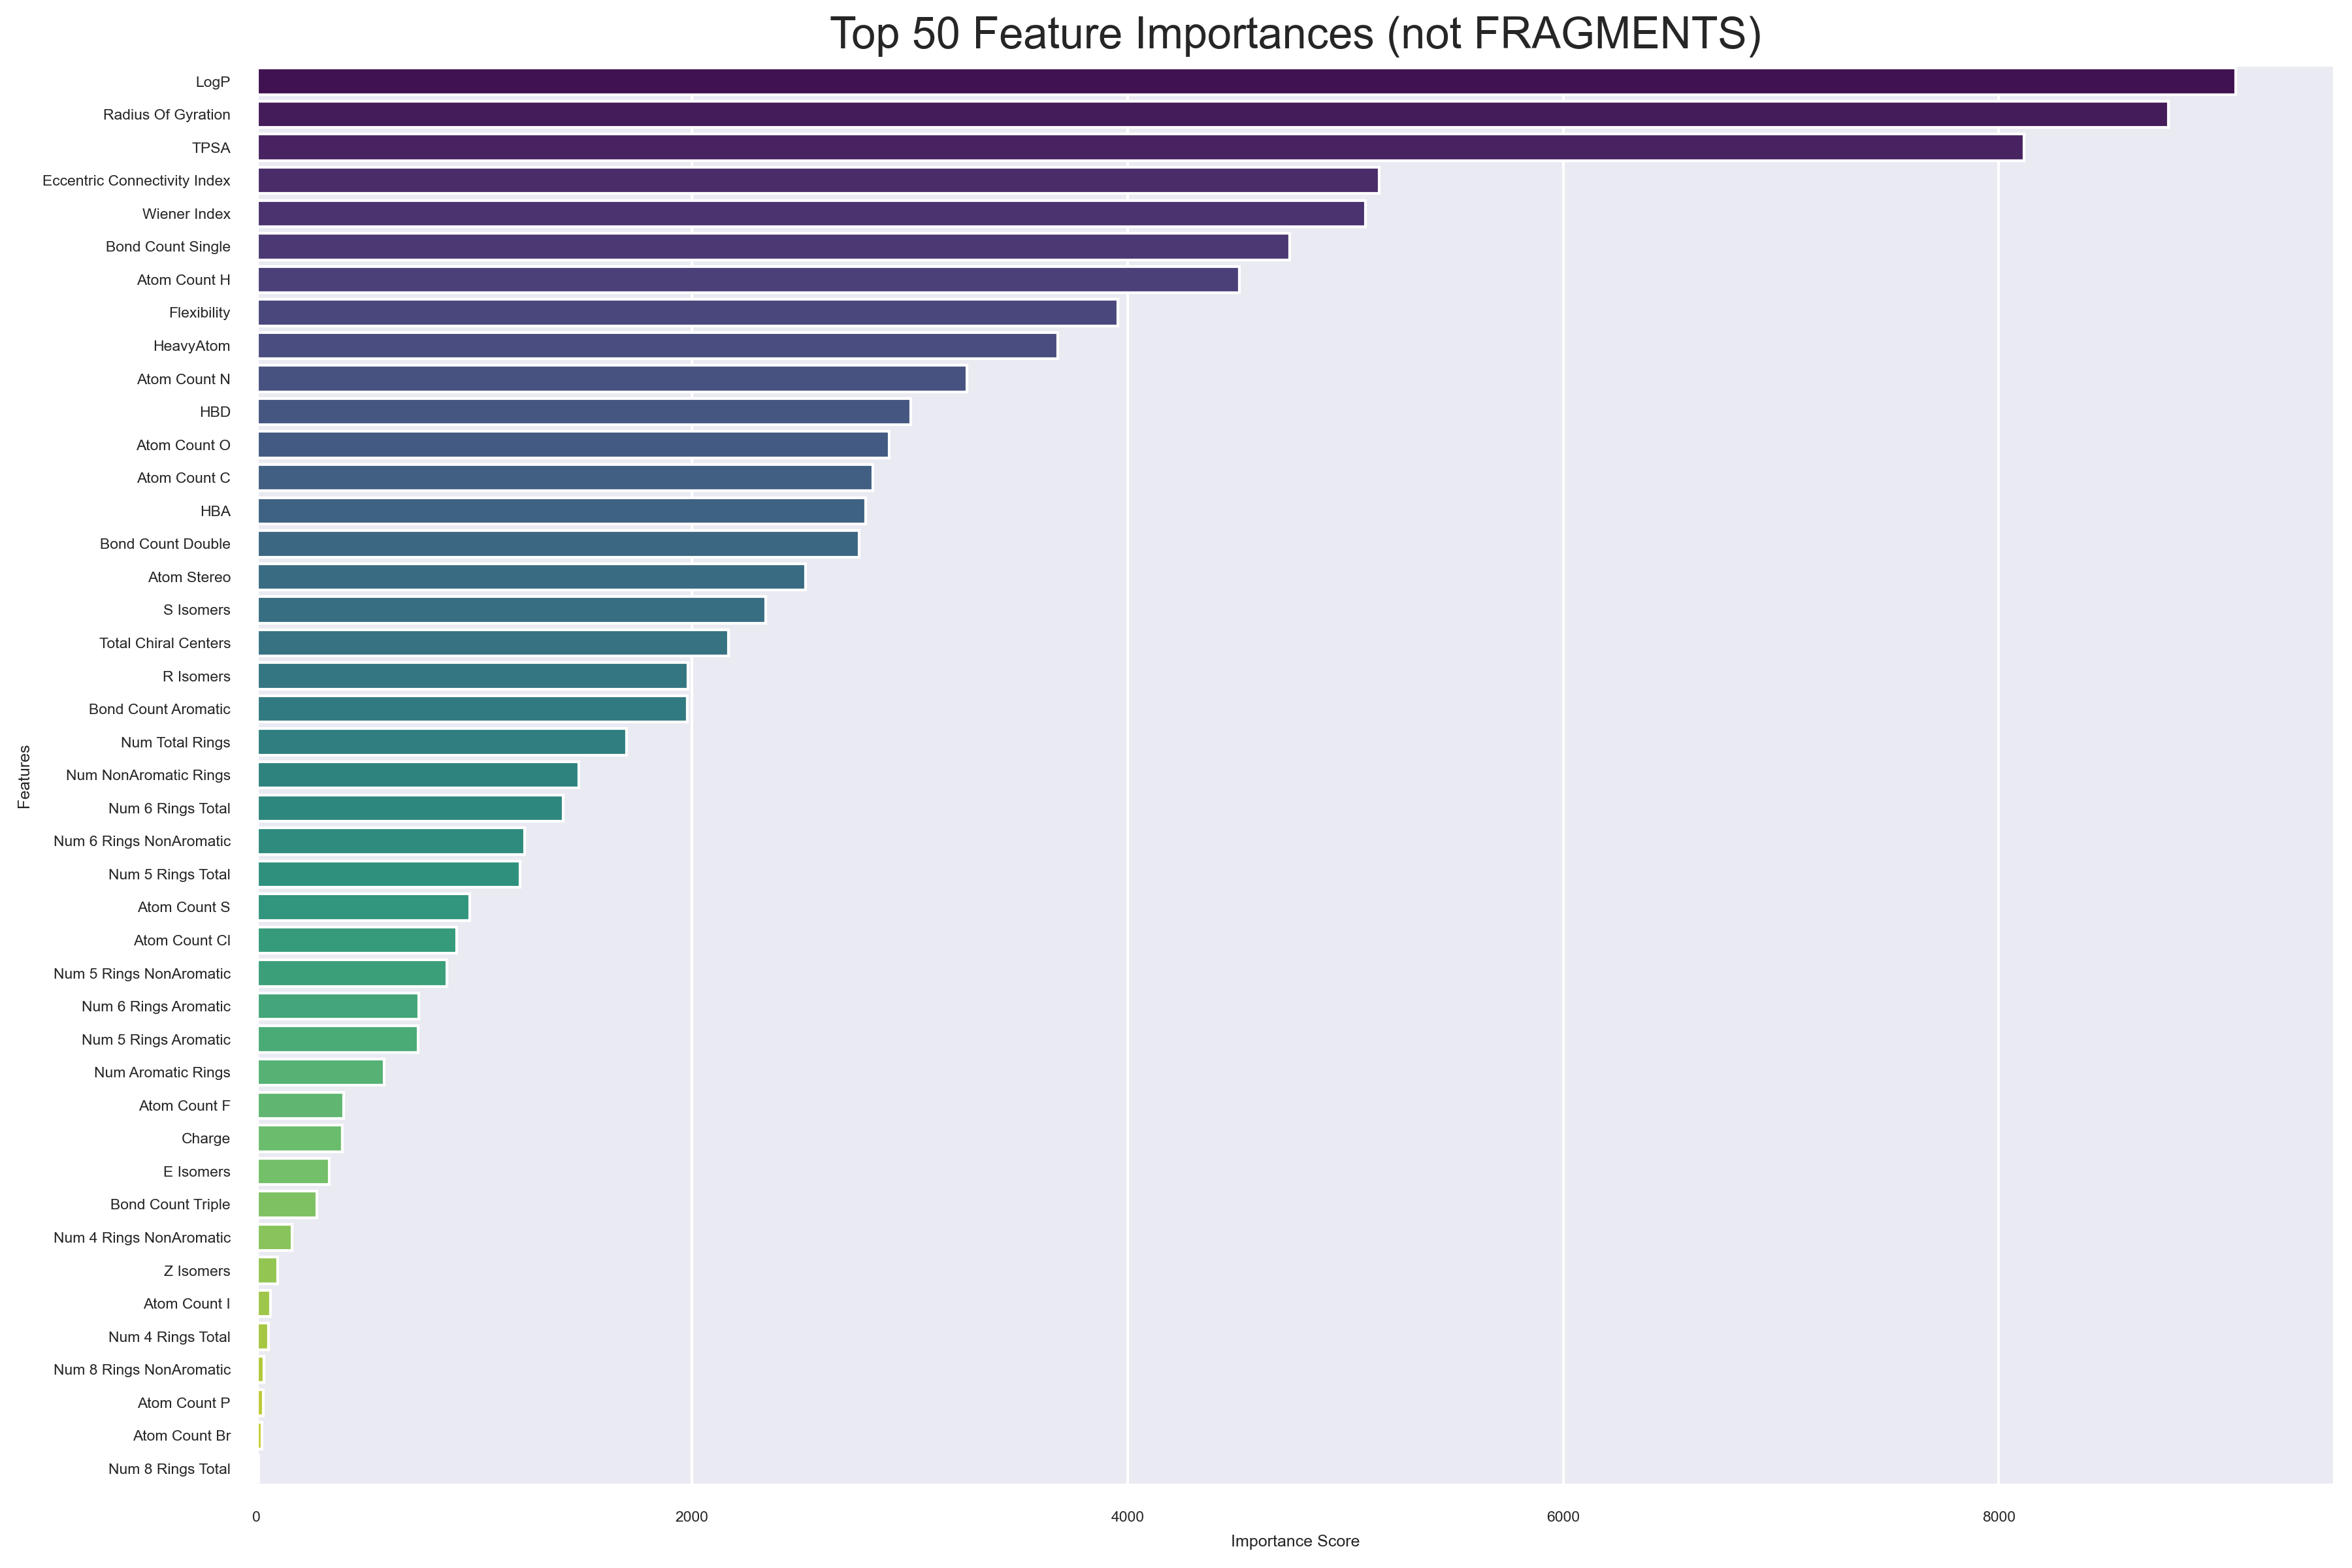 Top 50 Feature Importances (not FRAGMENTS)
LogP
Radius Of Gyration
TPSA
Eccentric Connectivity Index
Wiener Index
Bond Count Single
Atom Count H
Flexibility
HeavyAtom
Atom Count N
HBD
Atom Count O
Atom Count C
HBA
Bond Count Double
Atom Stereo
S Isomers
Total Chiral Centers
R Isomers
Bond Count Aromatic
Num Total Rings
Num NonAromatic Rings
Num 6 Rings Total
Num 6 Rings NonAromatic
Num 5 Rings Total
Atom Count S
Atom Count Cl
Num 5 Rings NonAromatic
Num 6 Rings Aromatic
Num 5 Rings Aromatic
Num Aromatic Rings
Atom Count F
Charge
E Isomers
Bond Count Triple
Num 4 Rings NonAromatic
Z Isomers
Atom Count I
Num 4 Rings Total
Num 8 Rings NonAromatic
Atom Count P
Atom Count Br
Num 8 Rings Total
Features
0 2000 4000 6000 8000
Importance Score